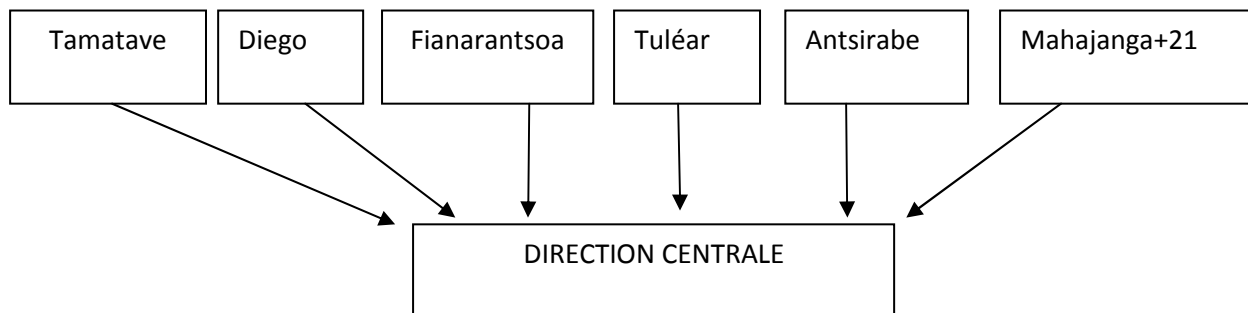 Tamatave
Diego
Fianarantsoa
Tuléar
Antsirabe
Mahajanga+21
DIRECTION CENTRALE